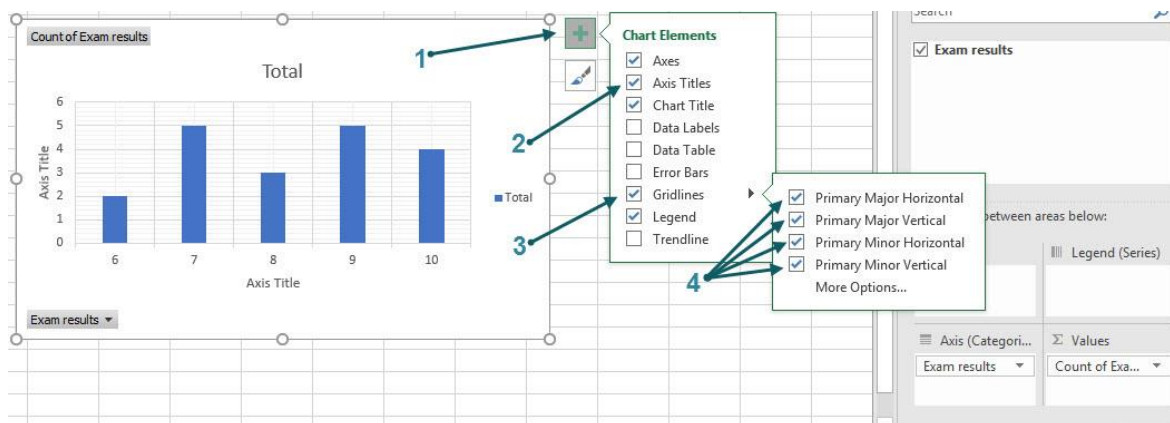 Count of Exam results
Total
6
5
4
3
2
1
0
Axis Title
6 7 8 9 10
Axis Title
Total
Exam results
1
2
3
4
Chart Elements
Axes
Axis Titles
Chart Title
Data Labels
Data Table
Error Bars
Gridlines
Legend
Trendline
Primary Major Horizontal
Primary Major Vertical
Primary Minor Horizontal
Primary Minor Vertical
More Options...
Search
Exam results
between areas below:
Legend (Series)
Axis (Categori...
Σ Values
Exam results
Count of Exa...